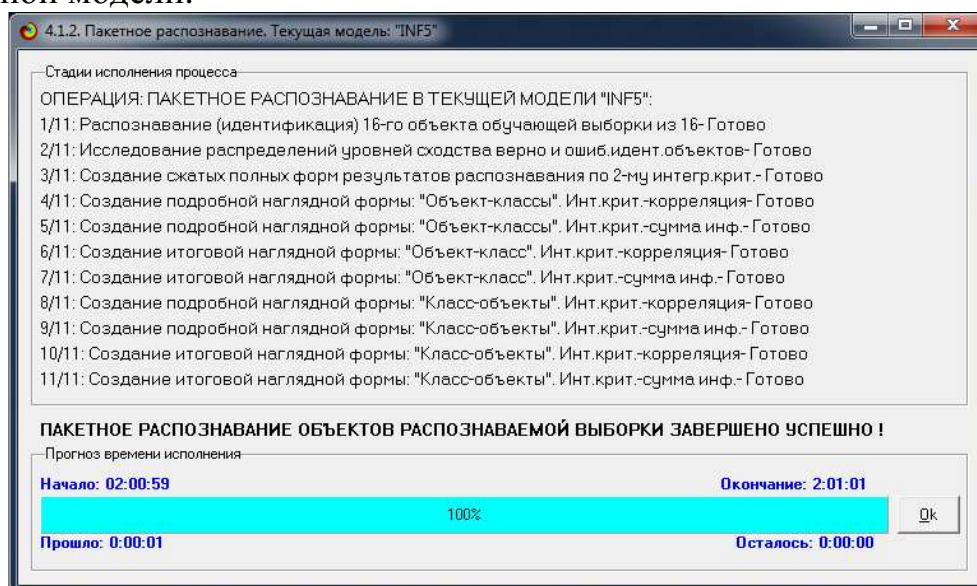 ной модели.
4.1.2. Пакетное распознавание. Текущая модель: "INF5"
Стадии исполнения процесса
ОПЕРАЦИЯ: ПАКЕТНОЕ РАСПОЗНАВАНИЕ В ТЕКУЩЕЙ МОДЕЛИ "INF5":
1/11: Распознавание (идентификация) 16-го объекта обучающей выборки из 16- Готово
2/11: Исследование распределений уровней сходства верно и ошиб.идент.объектов- Готово
3/11: Создание сжатых полных форм результатов распознавания по 2-му интегр.крит.- Готово
4/11: Создание подробной наглядной формы: "Объект-классы". Инт.крит.-корреляция- Готово
5/11: Создание подробной наглядной формы: "Объект-классы". Инт.крит.-сумма инф.- Готово
6/11: Создание итоговой наглядной формы: "Объект-класс". Инт.крит.-корреляция- Готово
7/11: Создание итоговой наглядной формы: "Объект-класс". Инт.крит.-сумма инф.- Готово
8/11: Создание подробной наглядной формы: "Класс-объекты". Инт.крит.-корреляция- Готово
9/11: Создание подробной наглядной формы: "Класс-объекты". Инт.крит.-сумма инф.- Готово
10/11: Создание итоговой наглядной формы: "Класс-объекты". Инт.крит.-корреляция- Готово
11/11: Создание итоговой наглядной формы: "Класс-объекты". Инт.крит.-сумма инф.- Готово
ПАКЕТНОЕ РАСПОЗНАВАНИЕ ОБЪЕКТОВ РАСПОЗНАВАЕМОЙ ВЫБОРКИ ЗАВЕРШЕНО УСПЕШНО !
Прогноз времени исполнения
Начало: 02:00:59 Окончание: 2:01:01
100% Ok
Прошло: 0:00:01 Осталось: 0:00:00